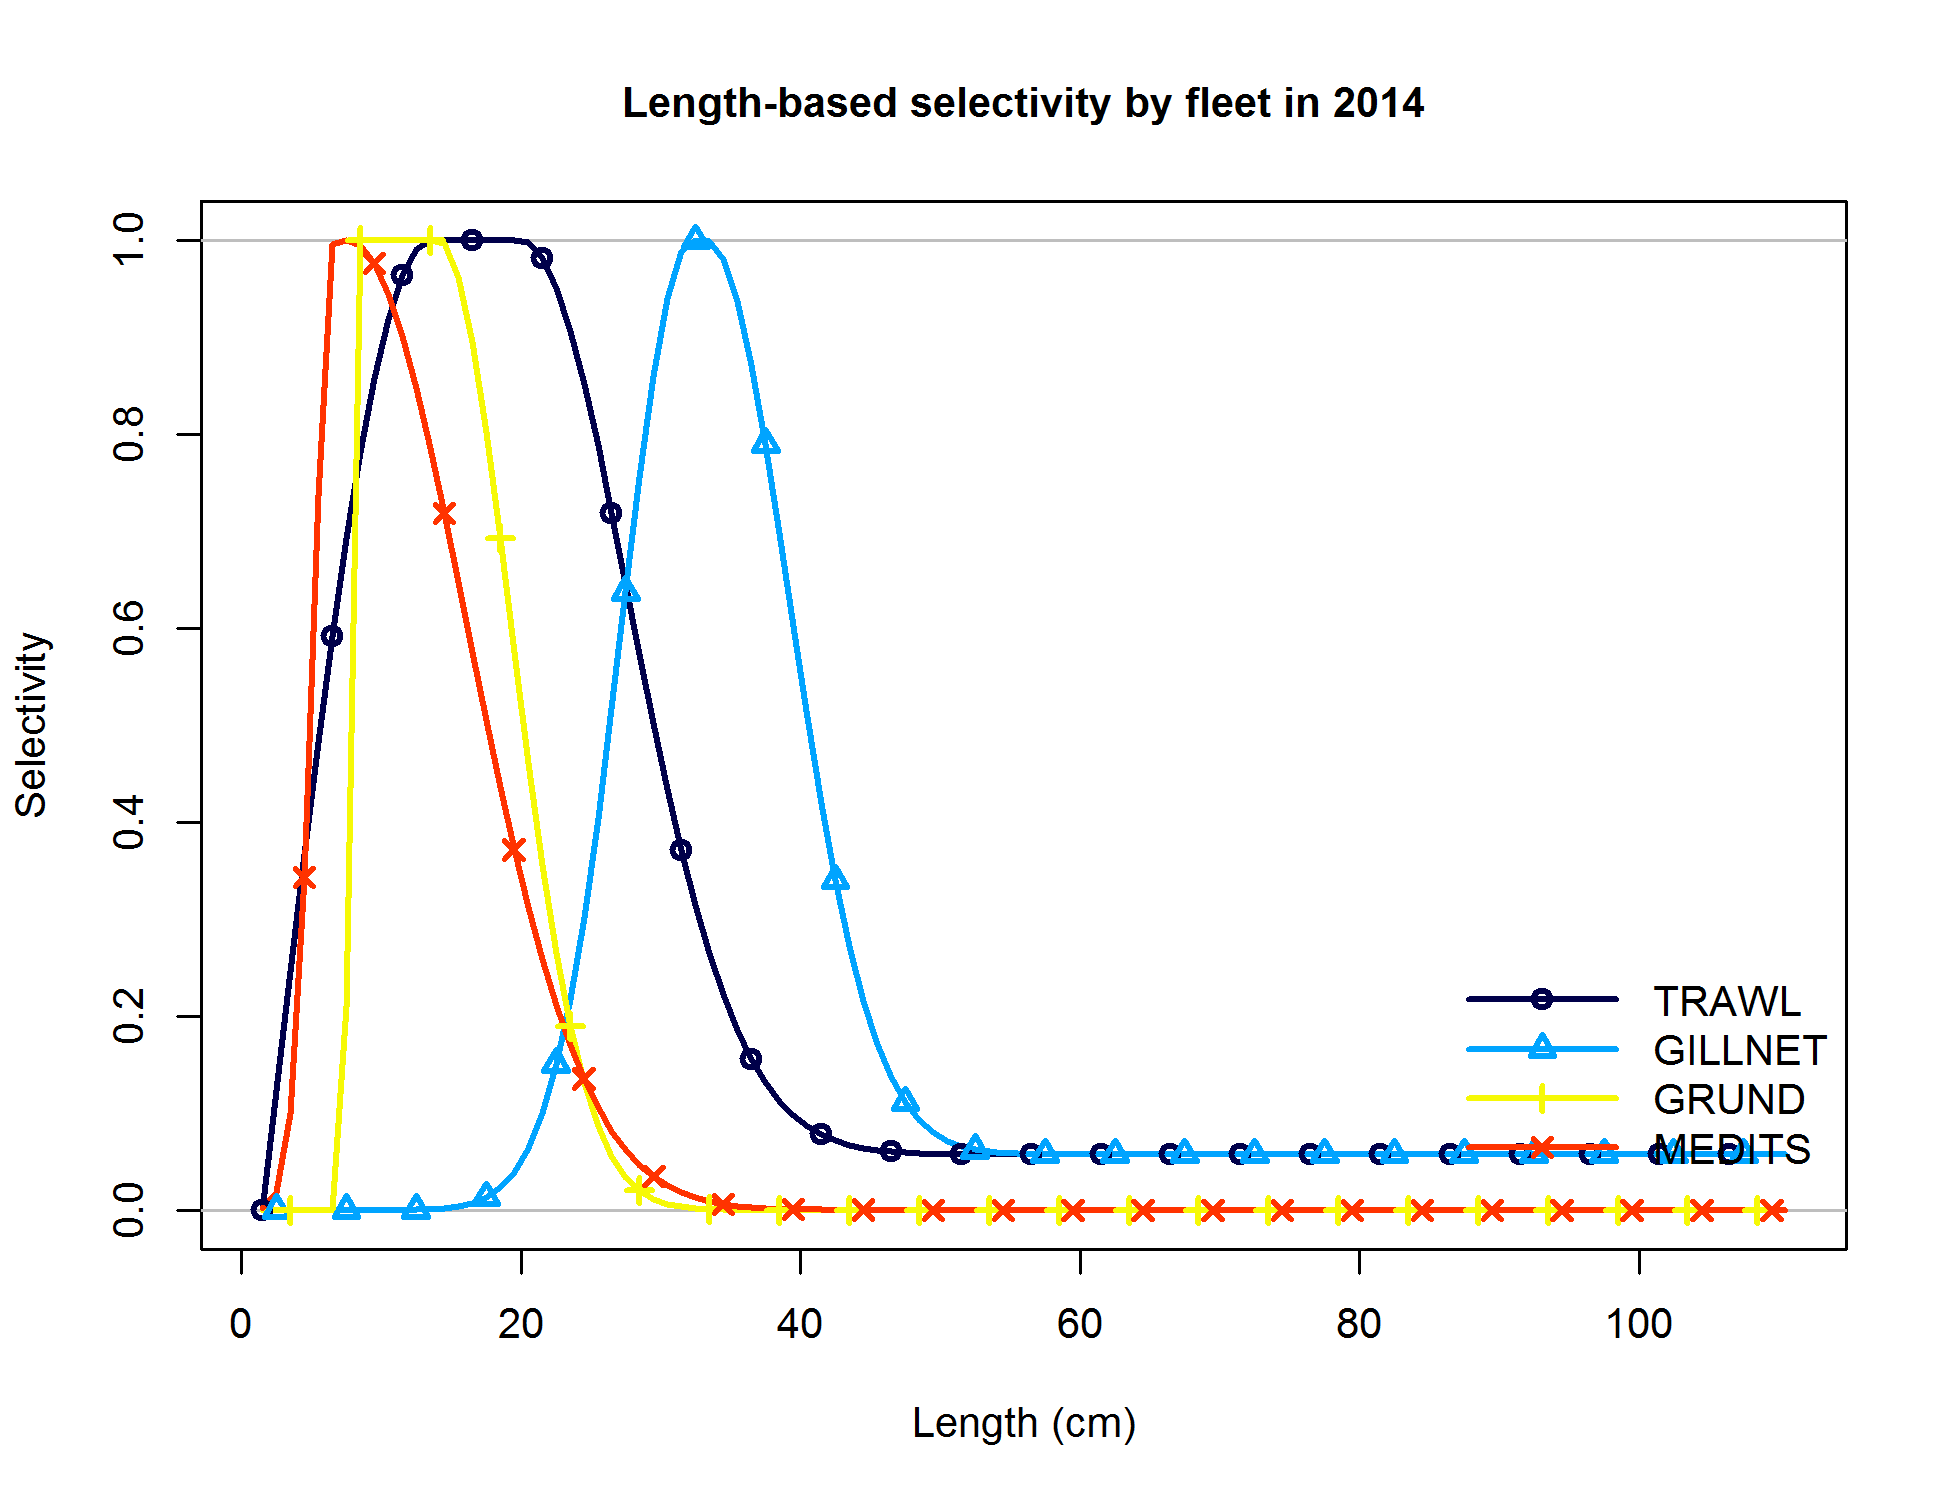 Length-based selectivity by fleet in 2014
1.0
0.8
0.6
0.4
0.2
0.0
Selectivity
0 20 40 60 80 100
Length (cm)
TRAWL
GILLNET
GRUND
MEDITS